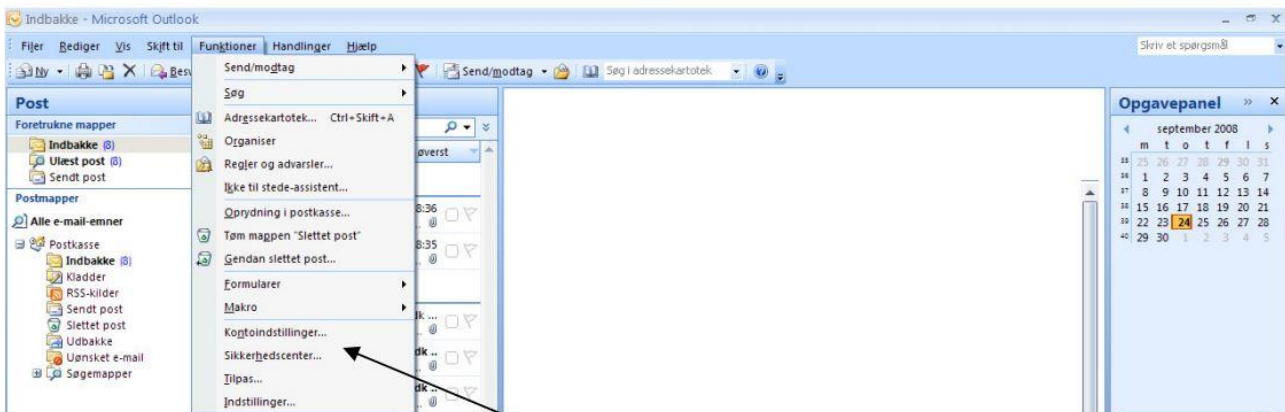 Indbakke - Microsoft Outlook
Filer Rediger Vis Skift til Funktioner Handlinger Hjælp
Skriv et spørgsmål
Ny
Send/modtag Søg i adressekartotek
Post
Foretrukne mapper
Indbakke (8)
Ulæst post (8)
Sendt post
Postmapper
Alle e-mail-emner
Postkasse
Indbakke (8)
Kladder
RSS-kilder
Sendt post
Slettet post
Udbakke
Uønsket e-mail
Søgemapper
Send/modtag
Søg
Adressekartotek... Ctrl+Skift+A
Organiser
Regler og advarsler...
Ikke til stede-assistent...
Oprydning i postkasse...
Tøm mappen "Slettet post"
Gendan slettet post...
Formularer
Makro
Kontoindstillinger...
Sikkerhedscenter...
Tilpas...
Indstillinger...
8:36
8:35
Opgavepanel
september 2008
m t o t f l s
35 25 26 27 28 29 30 31
36 1 2 3 4 5 6 7
37 8 9 10 11 12 13 14
38 15 16 17 18 19 20 21
39 22 23 24 25 26 27 28
40 29 30 1 2 3 4 5